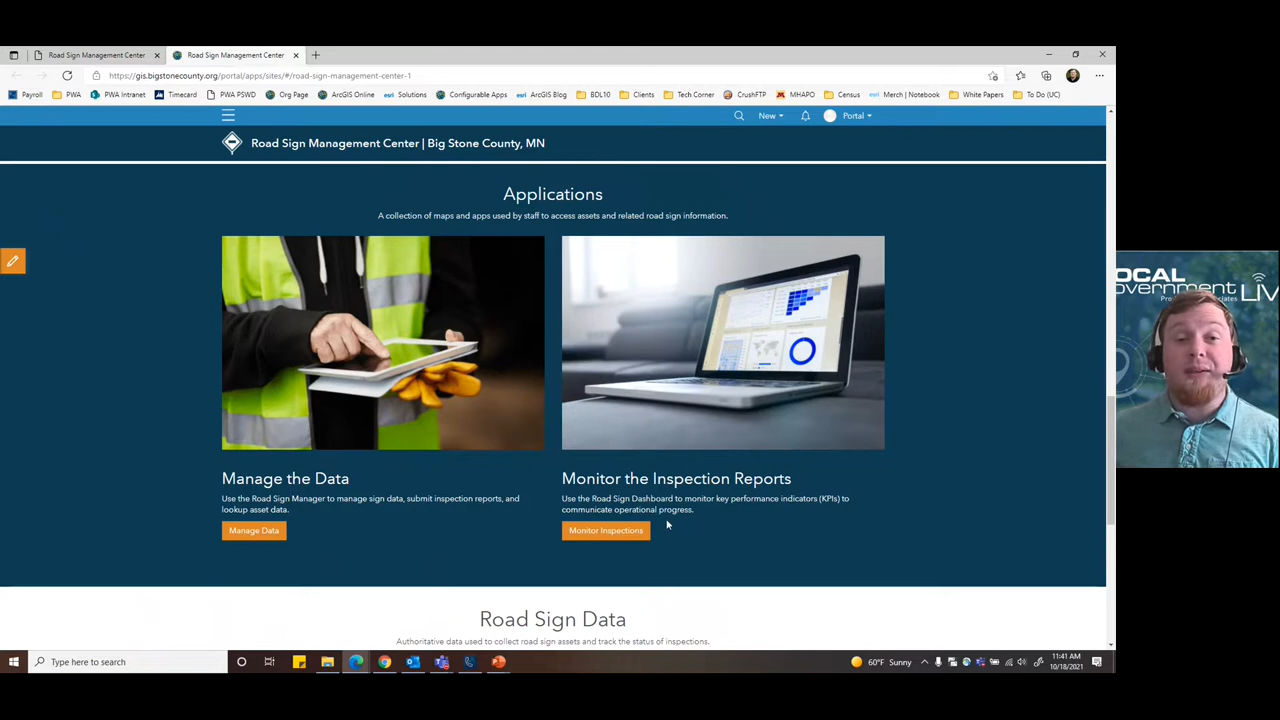 Road Sign Management Center
Road Sign Management Center
https://gis.bigstonecounty.org/portal/apps/sites/#/road-sign-management-center-1
Payroll PWA PWA Intranet Timecard PWA PSWD Org Page ArcGIS Online esri Solutions Configurable Apps esri ArcGIS Blog BDL10 Clients Tech Corner CrushFTP MHAPO Census esri Merch | Notebook White Papers To Do (UC)
New Portal
Road Sign Management Center | Big Stone County, MN
Applications
A collection of maps and apps used by staff to access assets and related road sign information.
Manage the Data
Use the Road Sign Manager to manage sign data, submit inspection reports, and
lookup asset data.
Manage Data
Monitor the Inspection Reports
Use the Road Sign Dashboard to monitor key performance indicators (KPIs) to
communicate operational progress.
Monitor Inspections
Road Sign Data
Authoritative data used to collect road sign assets and track the status of inspections.
OCAL
overnment LIV
Type here to search
60°F Sunny
11:41 AM
10/18/2021